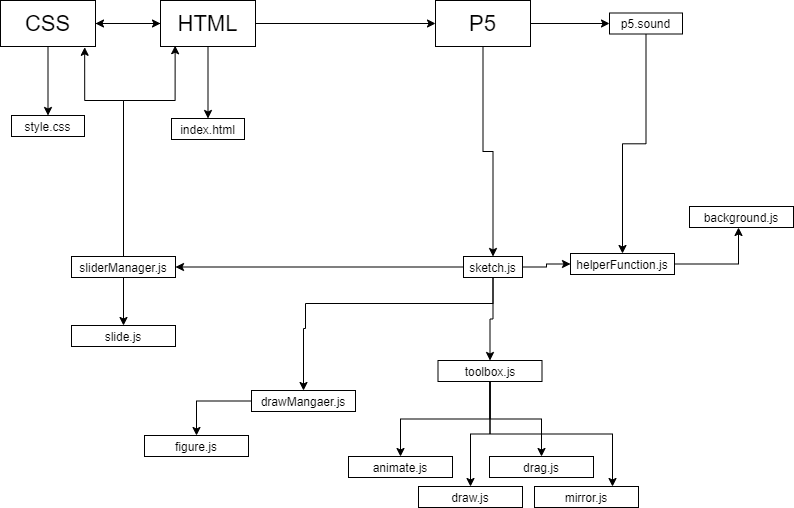 CSS
HTML
P5
p5.sound
style.css
index.html
background.js
sliderManager.js
sketch.js
helperFunction.js
slide.js
toolbox.js
drawMangaer.js
figure.js
animate.js
drag.js
draw.js
mirror.js